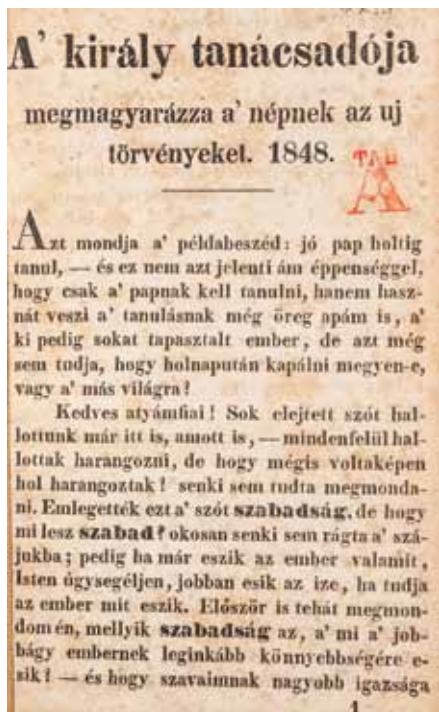 A' király tanácsadója
megmagyarázza a' népnek az uj
törvényeket. 1848.
TAL
A
Azt mondja a' példabeszéd: jó pap holtig
tanul, — és ez nem azt jelenti ám éppenséggel,
hogy csak a' papnak kell tanulni, hanem hasz-
nát veszi a' tanulásnak még öreg apám is, a'
ki pedig sokat tapasztalt ember, de azt még
sem tudja, hogy holnapután kapálni megyen-e,
vagy a' más világra!
Kedves atyámfiai! Sok elejtett szót hal-
lottunk már itt is, amott is, — mindenfelül hal-
lottak harangozni, de hogy mégis voltaképen
hol harangoztak! senki sem tudta megmonda-
ni. Emlegették ezt a' szót szabadság, de hogy
mi lesz szabad? okosan senki sem rágta a' szá-
jukba; pedig ha már eszik az ember valamit,
Isten úgysegéljen, jobban esik az ize, ha tudja
az ember mit eszik. Először is tehát megmon-
dom én, mellyik szabadság az, a' mi a' job-
bágy embernek leginkább könnyebbségére e-
sik! — és hogy szavaimnak nagyobb igazsága
1